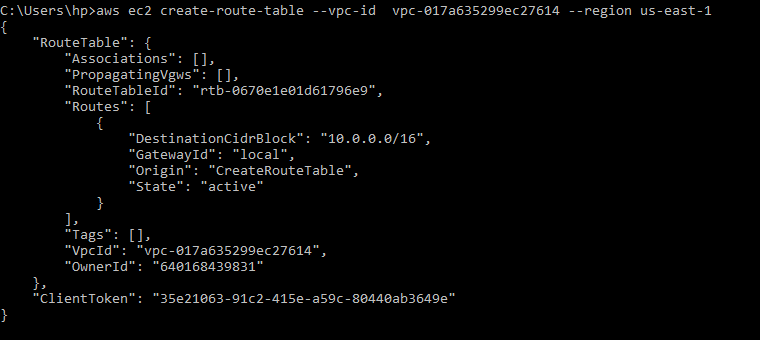 C:\Users\hp>aws ec2 create-route-table --vpc-id  vpc-017a635299ec27614 --region us-east-1
{
    "RouteTable": {
        "Associations": [],
        "PropagatingVgws": [],
        "RouteTableId": "rtb-0670e1e01d61796e9",
        "Routes": [
            {
                "DestinationCidrBlock": "10.0.0.0/16",
                "GatewayId": "local",
                "Origin": "CreateRouteTable",
                "State": "active"
            }
        ],
        "Tags": [],
        "VpcId": "vpc-017a635299ec27614",
        "OwnerId": "640168439831"
    },
    "ClientToken": "35e21063-91c2-415e-a59c-80440ab3649e"
}